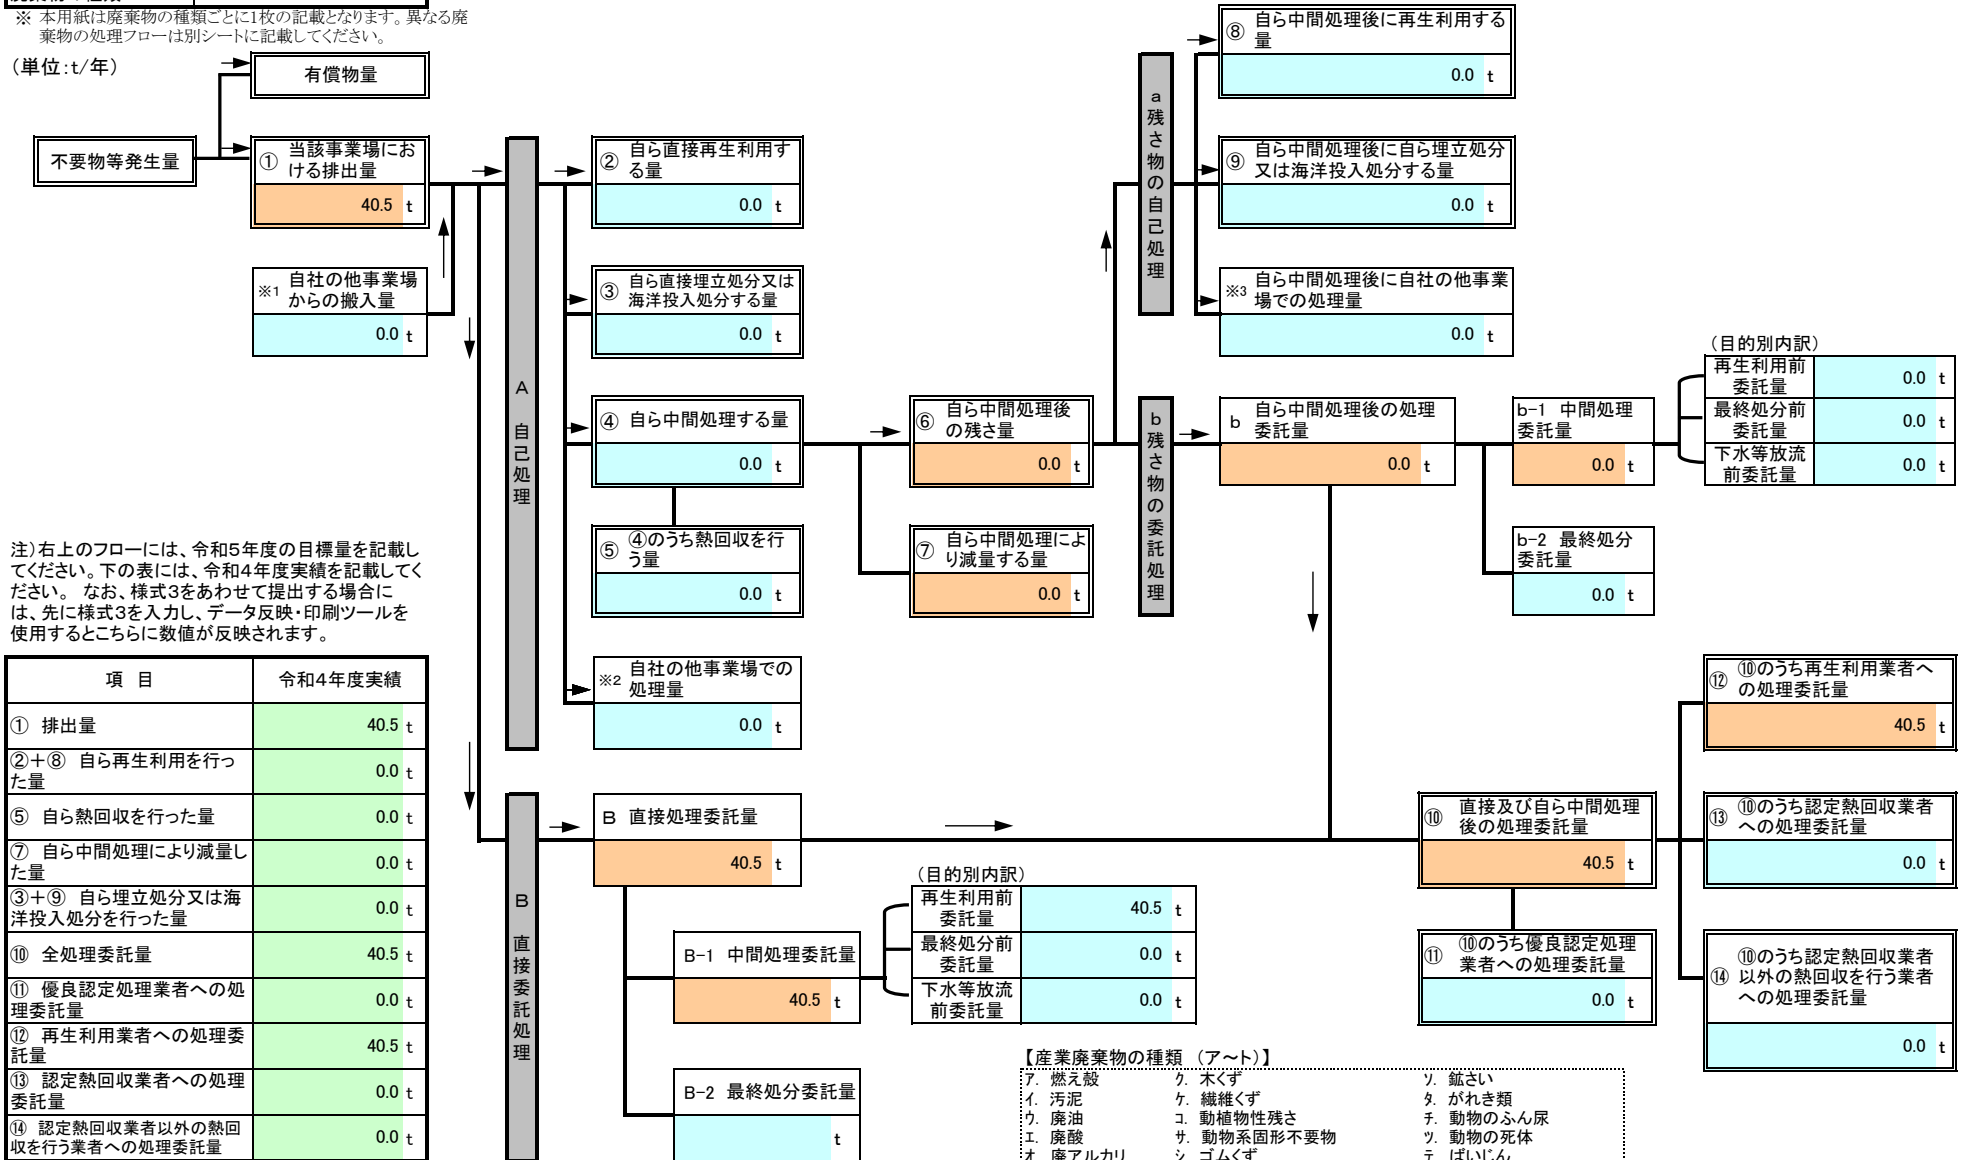 ※ 本用紙は廃棄物の種類ごとに1枚の記載となります。異なる廃
棄物の処理フローは別シートに記載してください。
(単位:t/年)
有償物量
不要物等発生量
① 当該事業場にお
ける排出量
40.5 t
※1 自社の他事業場
からの搬入量
0.0 t
A 自己処理
② 自ら直接再生利用す
る量
0.0 t
③ 自ら直接埋立処分又は
海洋投入処分する量
0.0 t
④ 自ら中間処理する量
0.0 t
⑤ ④のうち熱回収を行
う量
0.0 t
※2 自社の他事業場での
処理量
0.0 t
⑥ 自ら中間処理後
の残さ量
0.0 t
⑦ 自ら中間処理によ
り減量する量
0.0 t
a 残さ物の自己処理
⑧ 自ら中間処理後に再生利用する
量
0.0 t
⑨ 自ら中間処理後に自ら埋立処分
又は海洋投入処分する量
0.0 t
※3 自ら中間処理後に自社の他事業
場での処理量
0.0 t
b 残さ物の委託処理
b 自ら中間処理後の処理
委託量
0.0 t
b-1 中間処理
委託量
0.0 t
b-2 最終処分
委託量
0.0 t
(目的別内訳)
再生利用前
委託量
0.0 t
最終処分前
委託量
0.0 t
下水等放流
前委託量
0.0 t
注)右上のフローには、令和5年度の目標量を記載し
てください。下の表には、令和4年度実績を記載してく
ださい。 なお、様式3をあわせて提出する場合に
は、先に様式3を入力し、データ反映・印刷ツールを
使用するとこちらに数値が反映されます。
項 目 令和4年度実績
① 排出量 40.5 t
②+⑧ 自ら再生利用を行っ
た量
0.0 t
⑤ 自ら熱回収を行った量 0.0 t
⑦ 自ら中間処理により減量し
た量
0.0 t
③+⑨ 自ら埋立処分又は海
洋投入処分を行った量
0.0 t
⑩ 全処理委託量 40.5 t
⑪ 優良認定処理業者への処
理委託量
0.0 t
⑫ 再生利用業者への処理委
託量
40.5 t
⑬ 認定熱回収業者への処理
委託量
0.0 t
⑭ 認定熱回収業者以外の熱回
収を行う業者への処理委託量
0.0 t
B 直接委託処理
B 直接処理委託量
40.5 t
B-1 中間処理委託量
40.5 t
B-2 最終処分委託量
t
(目的別内訳)
再生利用前
委託量
40.5 t
最終処分前
委託量
0.0 t
下水等放流
前委託量
0.0 t
⑩ 直接及び自ら中間処理
後の処理委託量
40.5 t
⑪ ⑩のうち優良認定処理
業者への処理委託量
0.0 t
⑫ ⑩のうち再生利用業者へ
の処理委託量
40.5 t
⑬ ⑩のうち認定熱回収業者
への処理委託量
0.0 t
⑭ ⑩のうち認定熱回収業者
以外の熱回収を行う業者
への処理委託量
0.0 t
【産業廃棄物の種類 (ア~ト)】
ア. 燃え殻 ク. 木くず ソ. 鉱さい
イ. 汚泥 ケ. 繊維くず タ. がれき類
ウ. 廃油 コ. 動植物性残さ チ. 動物のふん尿
エ. 廃酸 サ. 動物系固形不要物 ツ. 動物の死体
オ. 廃アルカリ シ. ゴムくず テ. ばいじん